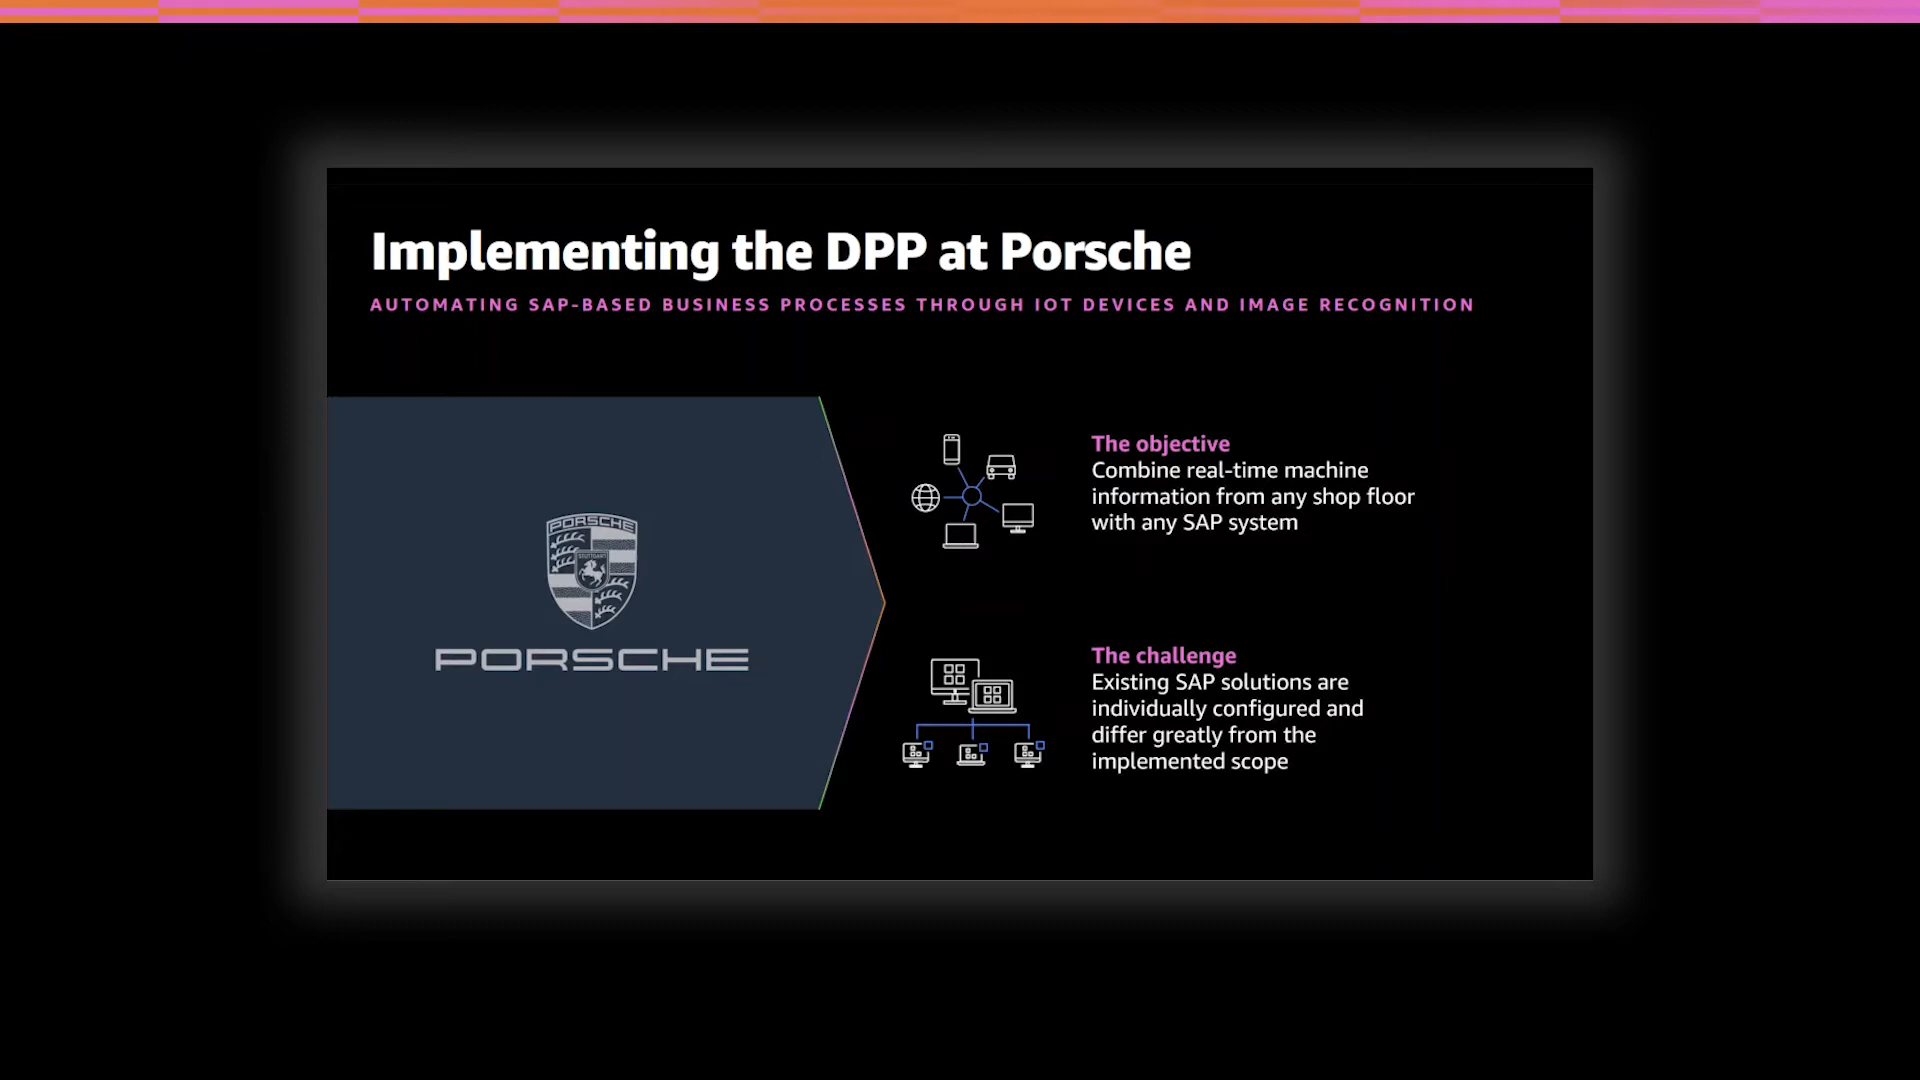 Implementing the DPP at Porsche
AUTOMATING SAP-BASED BUSINESS PROCESSES THROUGH IOT DEVICES AND IMAGE RECOGNITION
PORSCHE
STUTTGART
PORSCHE
The objective
Combine real-time machine
information from any shop floor
with any SAP system
The challenge
Existing SAP solutions are
individually configured and
differ greatly from the
implemented scope